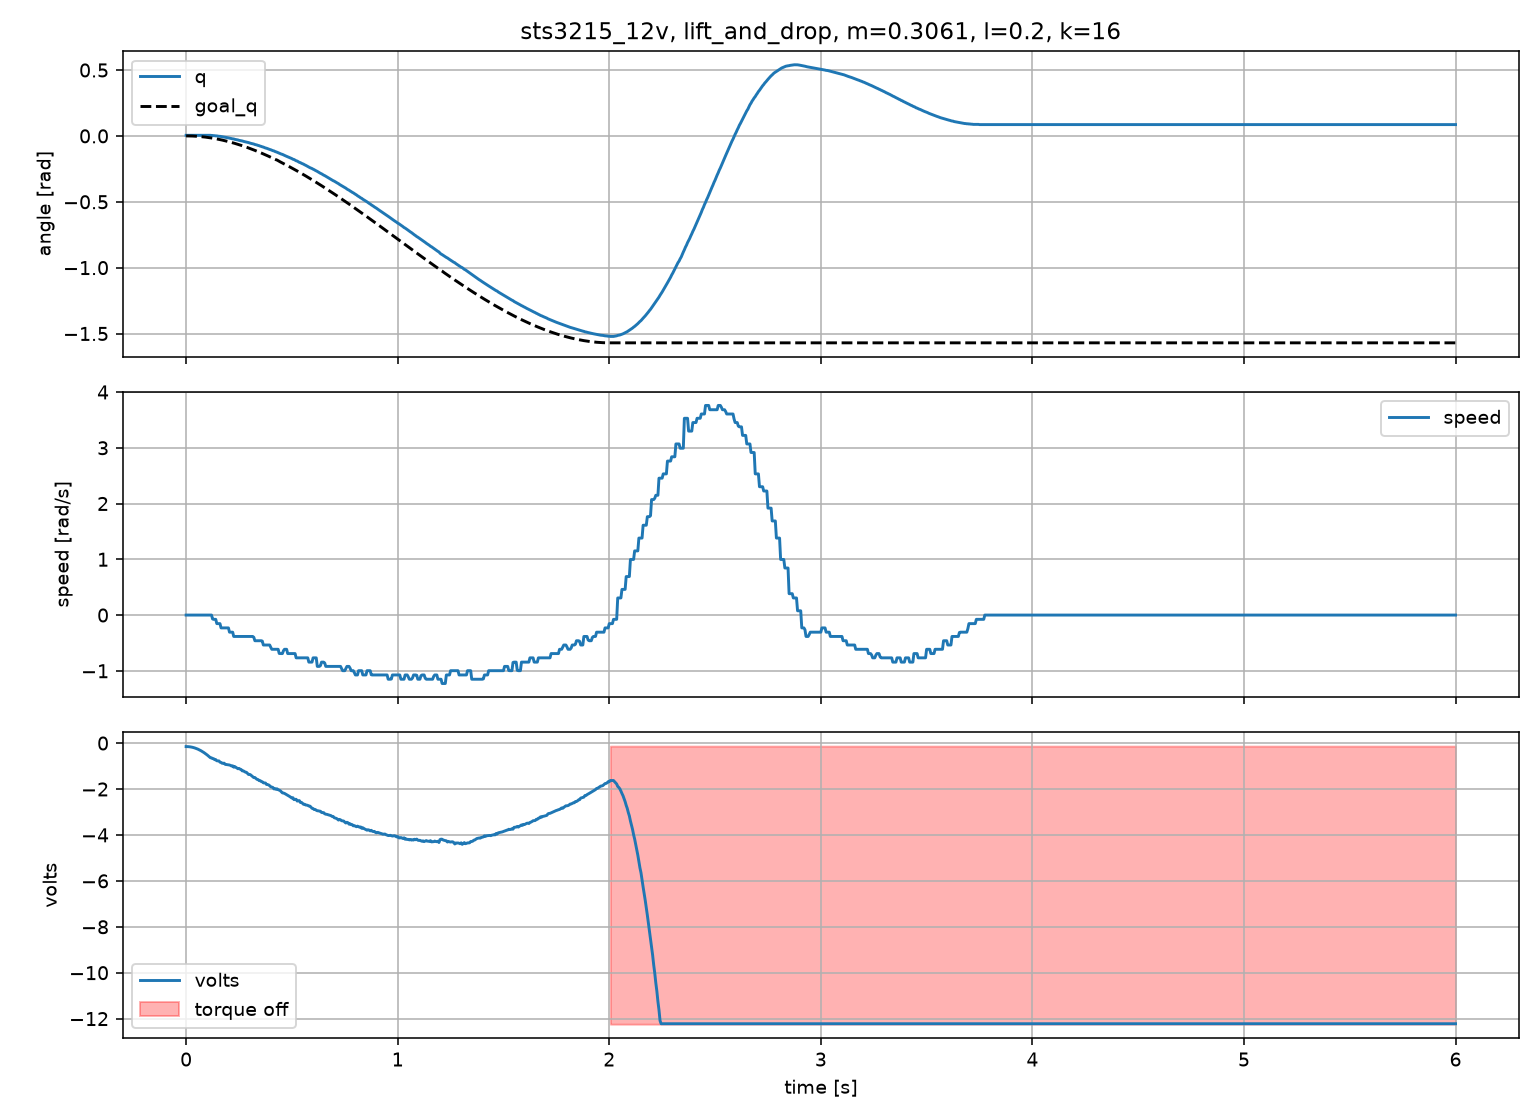 sts3215_12v, lift_and_drop, m=0.3061, l=0.2, k=16
q
goal_q
0.5
0.0
−0.5
−1.0
−1.5
angle [rad]
speed
4
3
2
1
0
−1
speed [rad/s]
0
−2
−4
−6
−8
−10
−12
volts
volts
torque off
0
1
2
3
4
5
6
time [s]